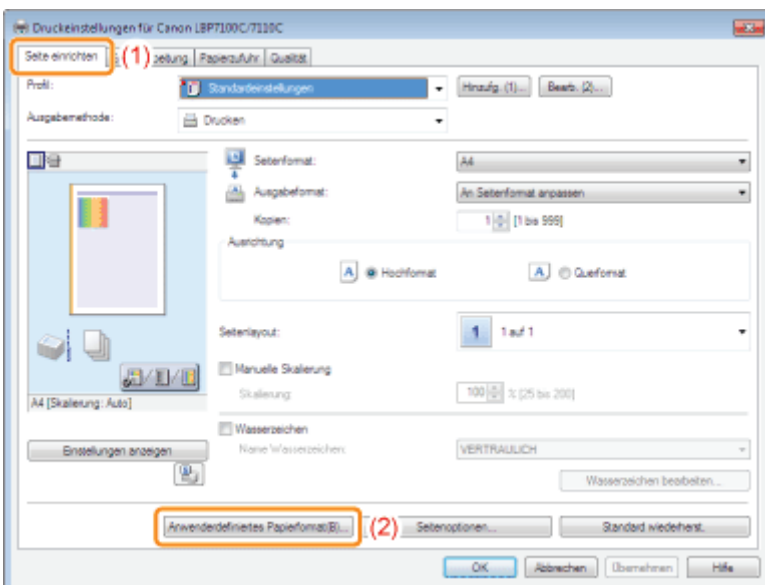 Druckeinstellungen für Canon LBP7100C/7110C
Seite einrichten (1) beitung Papierzufuhr Qualität
Profil: Standardeinstellungen Hinzufg. (1)... Bearb. (2)...
Ausgabemethode: Drucken
Seitenformat: A4
Ausgabeformat: An Seitenformat anpassen
Kopien: 1 [1 bis 999]
Ausrichtung
A Hochformat A Querformat
Seitenlayout: 1 1 auf 1
Manuelle Skalierung
Skalierung: 100 % [25 bis 200]
A4 [Skalierung: Auto]
Wasserzeichen
Einstellungen anzeigen Name Wasserzeichen: VERTRAULICH
Wasserzeichen bearbeiten...
Anwenderdefiniertes Papierformat(B)... (2) Seitenoptionen... Standard wiederherst.
OK Abbrechen Übernehmen Hilfe